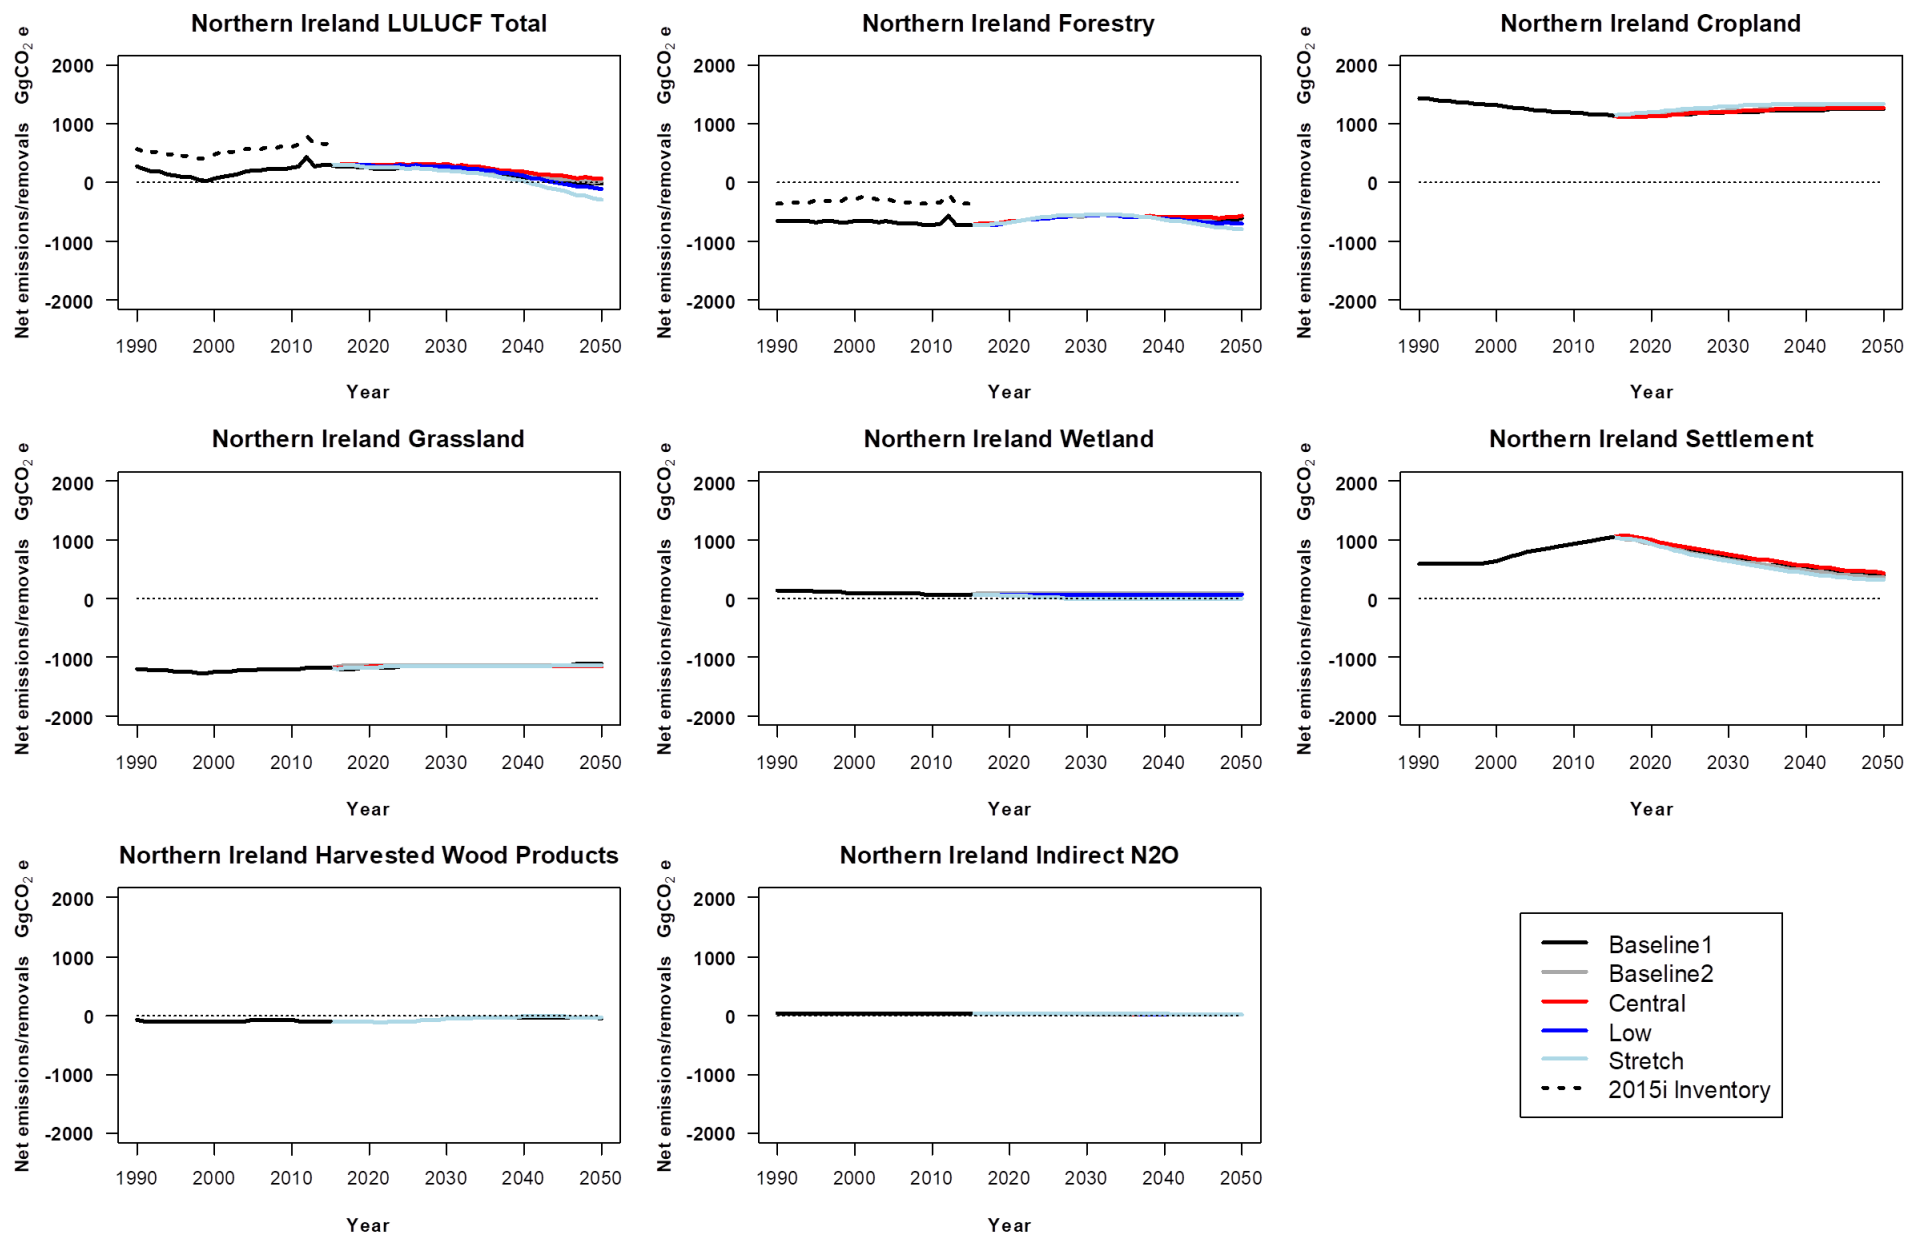 Northern Ireland LULUCF Total
Net emissions/removals GgCO2 e
2000
1000
0
-1000
-2000
1990 2000 2010 2020 2030 2040 2050
Year
Northern Ireland Forestry
Net emissions/removals GgCO2 e
2000
1000
0
-1000
-2000
1990 2000 2010 2020 2030 2040 2050
Year
Northern Ireland Cropland
Net emissions/removals GgCO2 e
2000
1000
0
-1000
-2000
1990 2000 2010 2020 2030 2040 2050
Year
Northern Ireland Grassland
Net emissions/removals GgCO2 e
2000
1000
0
-1000
-2000
1990 2000 2010 2020 2030 2040 2050
Year
Northern Ireland Wetland
Net emissions/removals GgCO2 e
2000
1000
0
-1000
-2000
1990 2000 2010 2020 2030 2040 2050
Year
Northern Ireland Settlement
Net emissions/removals GgCO2 e
2000
1000
0
-1000
-2000
1990 2000 2010 2020 2030 2040 2050
Year
Northern Ireland Harvested Wood Products
Net emissions/removals GgCO2 e
2000
1000
0
-1000
-2000
1990 2000 2010 2020 2030 2040 2050
Year
Northern Ireland Indirect N2O
Net emissions/removals GgCO2 e
2000
1000
0
-1000
-2000
1990 2000 2010 2020 2030 2040 2050
Year
Baseline1
Baseline2
Central
Low
Stretch
2015i Inventory